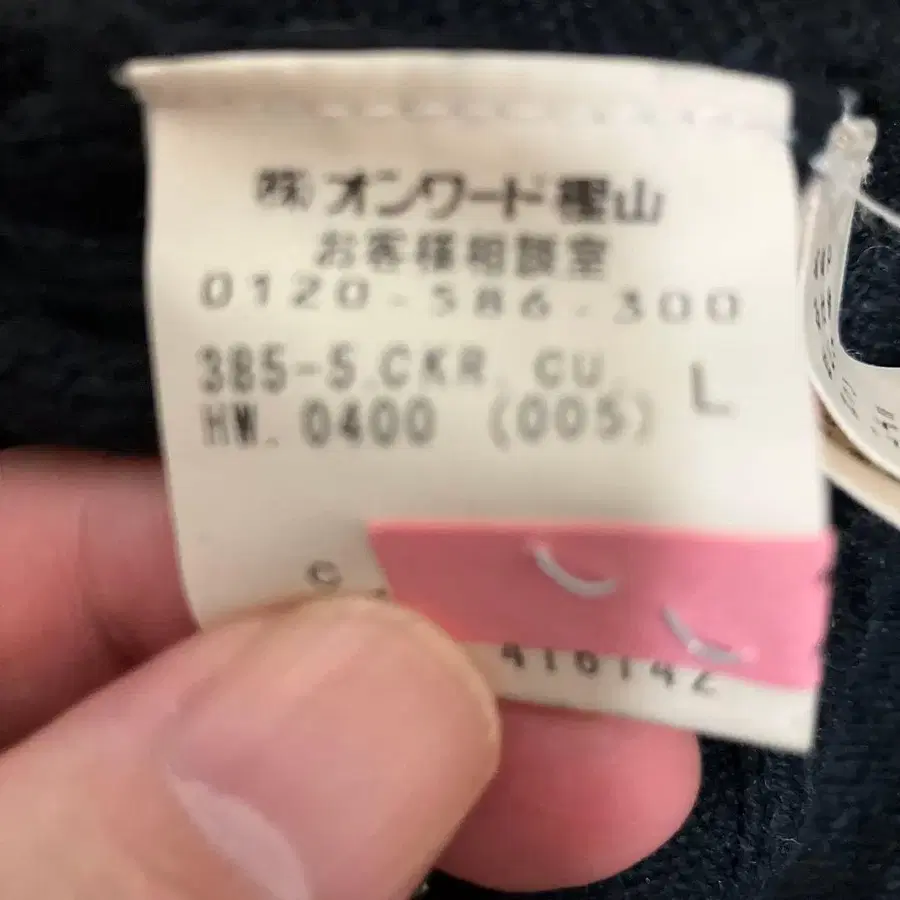 (株)オンワード樫山
お客様相談室
0120-586-300
385-5.CKR.CU. L
HW. 0400 (005)
C
416142